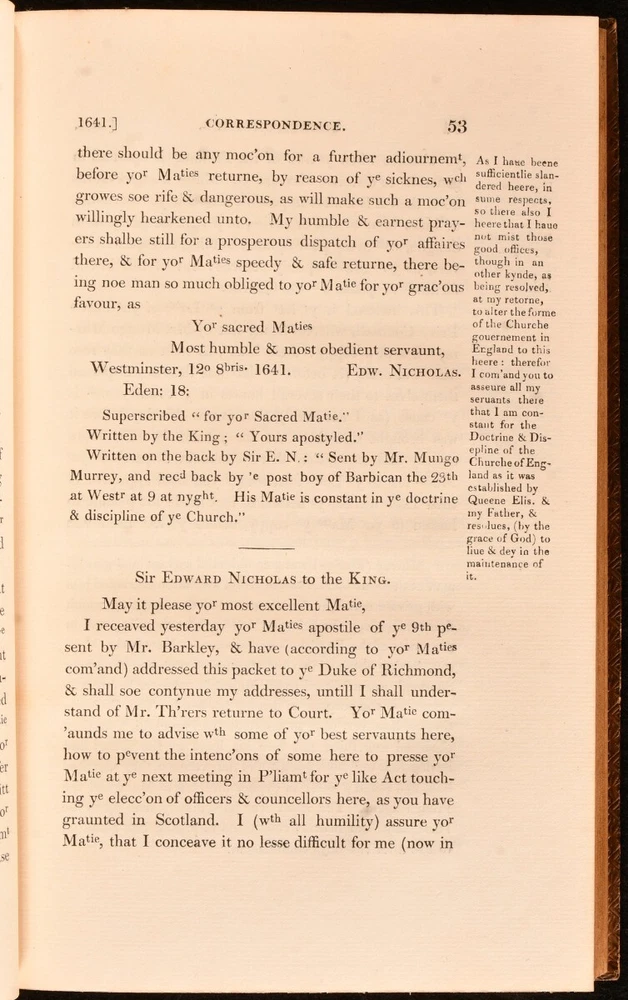 1641.] CORRESPONDENCE. 53
there should be any moc'on for a further adiournemt,
before yor Maties returne, by reason of ye sicknes, wch
growes soe rife & dangerous, as will make such a moc'on
willingly hearkened unto. My humble & earnest pray-
ers shalbe still for a prosperous dispatch of yor affaires
there, & for yor Maties speedy & safe returne, there be-
ing noe man so much obliged to yor Matie for yor grac'ous
favour, as
Yor sacred Maties
Most humble & most obedient servaunt,
Westminster, 12o 8bris. 1641. EDW. NICHOLAS.
Eden: 18:
Superscribed "for yor Sacred Matie."
Written by the King; "Yours apostyled."
Written on the back by Sir E. N.: "Sent by Mr. Mungo
Murrey, and recd back by 'e post boy of Barbican the 23th
at Westr at 9 at nyght. His Matie is constant in ye doctrine
& discipline of ye Church."
As I haue beene
sufficientlie slan-
dered heere, in
sume respects,
so there also I
heere that I haue
not mist those
good offices,
though in an
other kynde, as
being resolved,
at my retorne,
to alter the forme
of the Churche
gouernement in
England to this
heere: therefor
I com'and you to
asseure all my
seruants there
that I am con-
stant for the
Doctrine & Dis-
cpline of the
Churche of Eng-
land as it was
established by
Queene Elis. &
my Father, &
resolues, (by the
grace of God) to
liue & dey in the
maintenance of
it.
Sir EDWARD NICHOLAS to the KING.
May it please yor most excellent Matie,
I receaved yesterday yor Maties apostile of ye 9th pe-
sent by Mr. Barkley, & have (according to yor Maties
com'and) addressed this packet to ye Duke of Richmond,
& shall soe contynue my addresses, untill I shall under-
stand of Mr. Th'rers returne to Court. Yor Matie com-
'aunds me to advise wth some of yor best servaunts here,
how to pevent the intenc'ons of some here to presse yor
Matie at ye next meeting in P'liamt for ye like Act touch-
ing ye elecc'on of officers & councellors here, as you have
graunted in Scotland. I (wth all humility) assure yor
Matie, that I conceave it no lesse difficult for me (now in